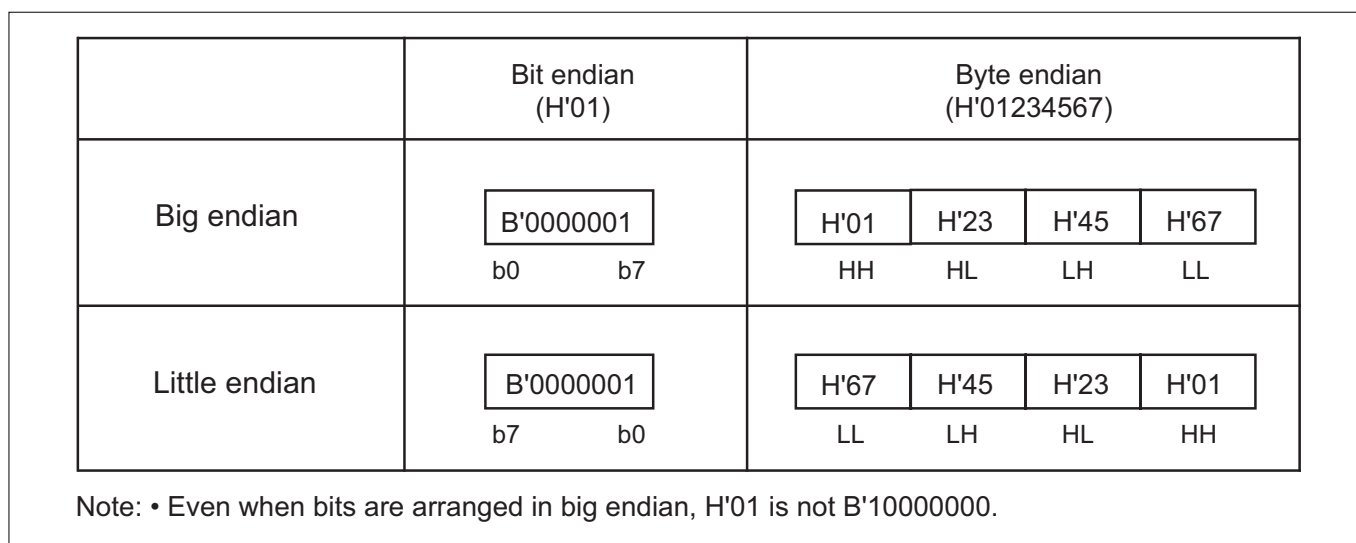 Bit endian
(H'01)
Byte endian
(H'01234567)
Big endian
B'0000001
b0 b7
H'01 H'23 H'45 H'67
HH HL LH LL
Little endian
B'0000001
b7 b0
H'67 H'45 H'23 H'01
LL LH HL HH
Note: • Even when bits are arranged in big endian, H'01 is not B'10000000.